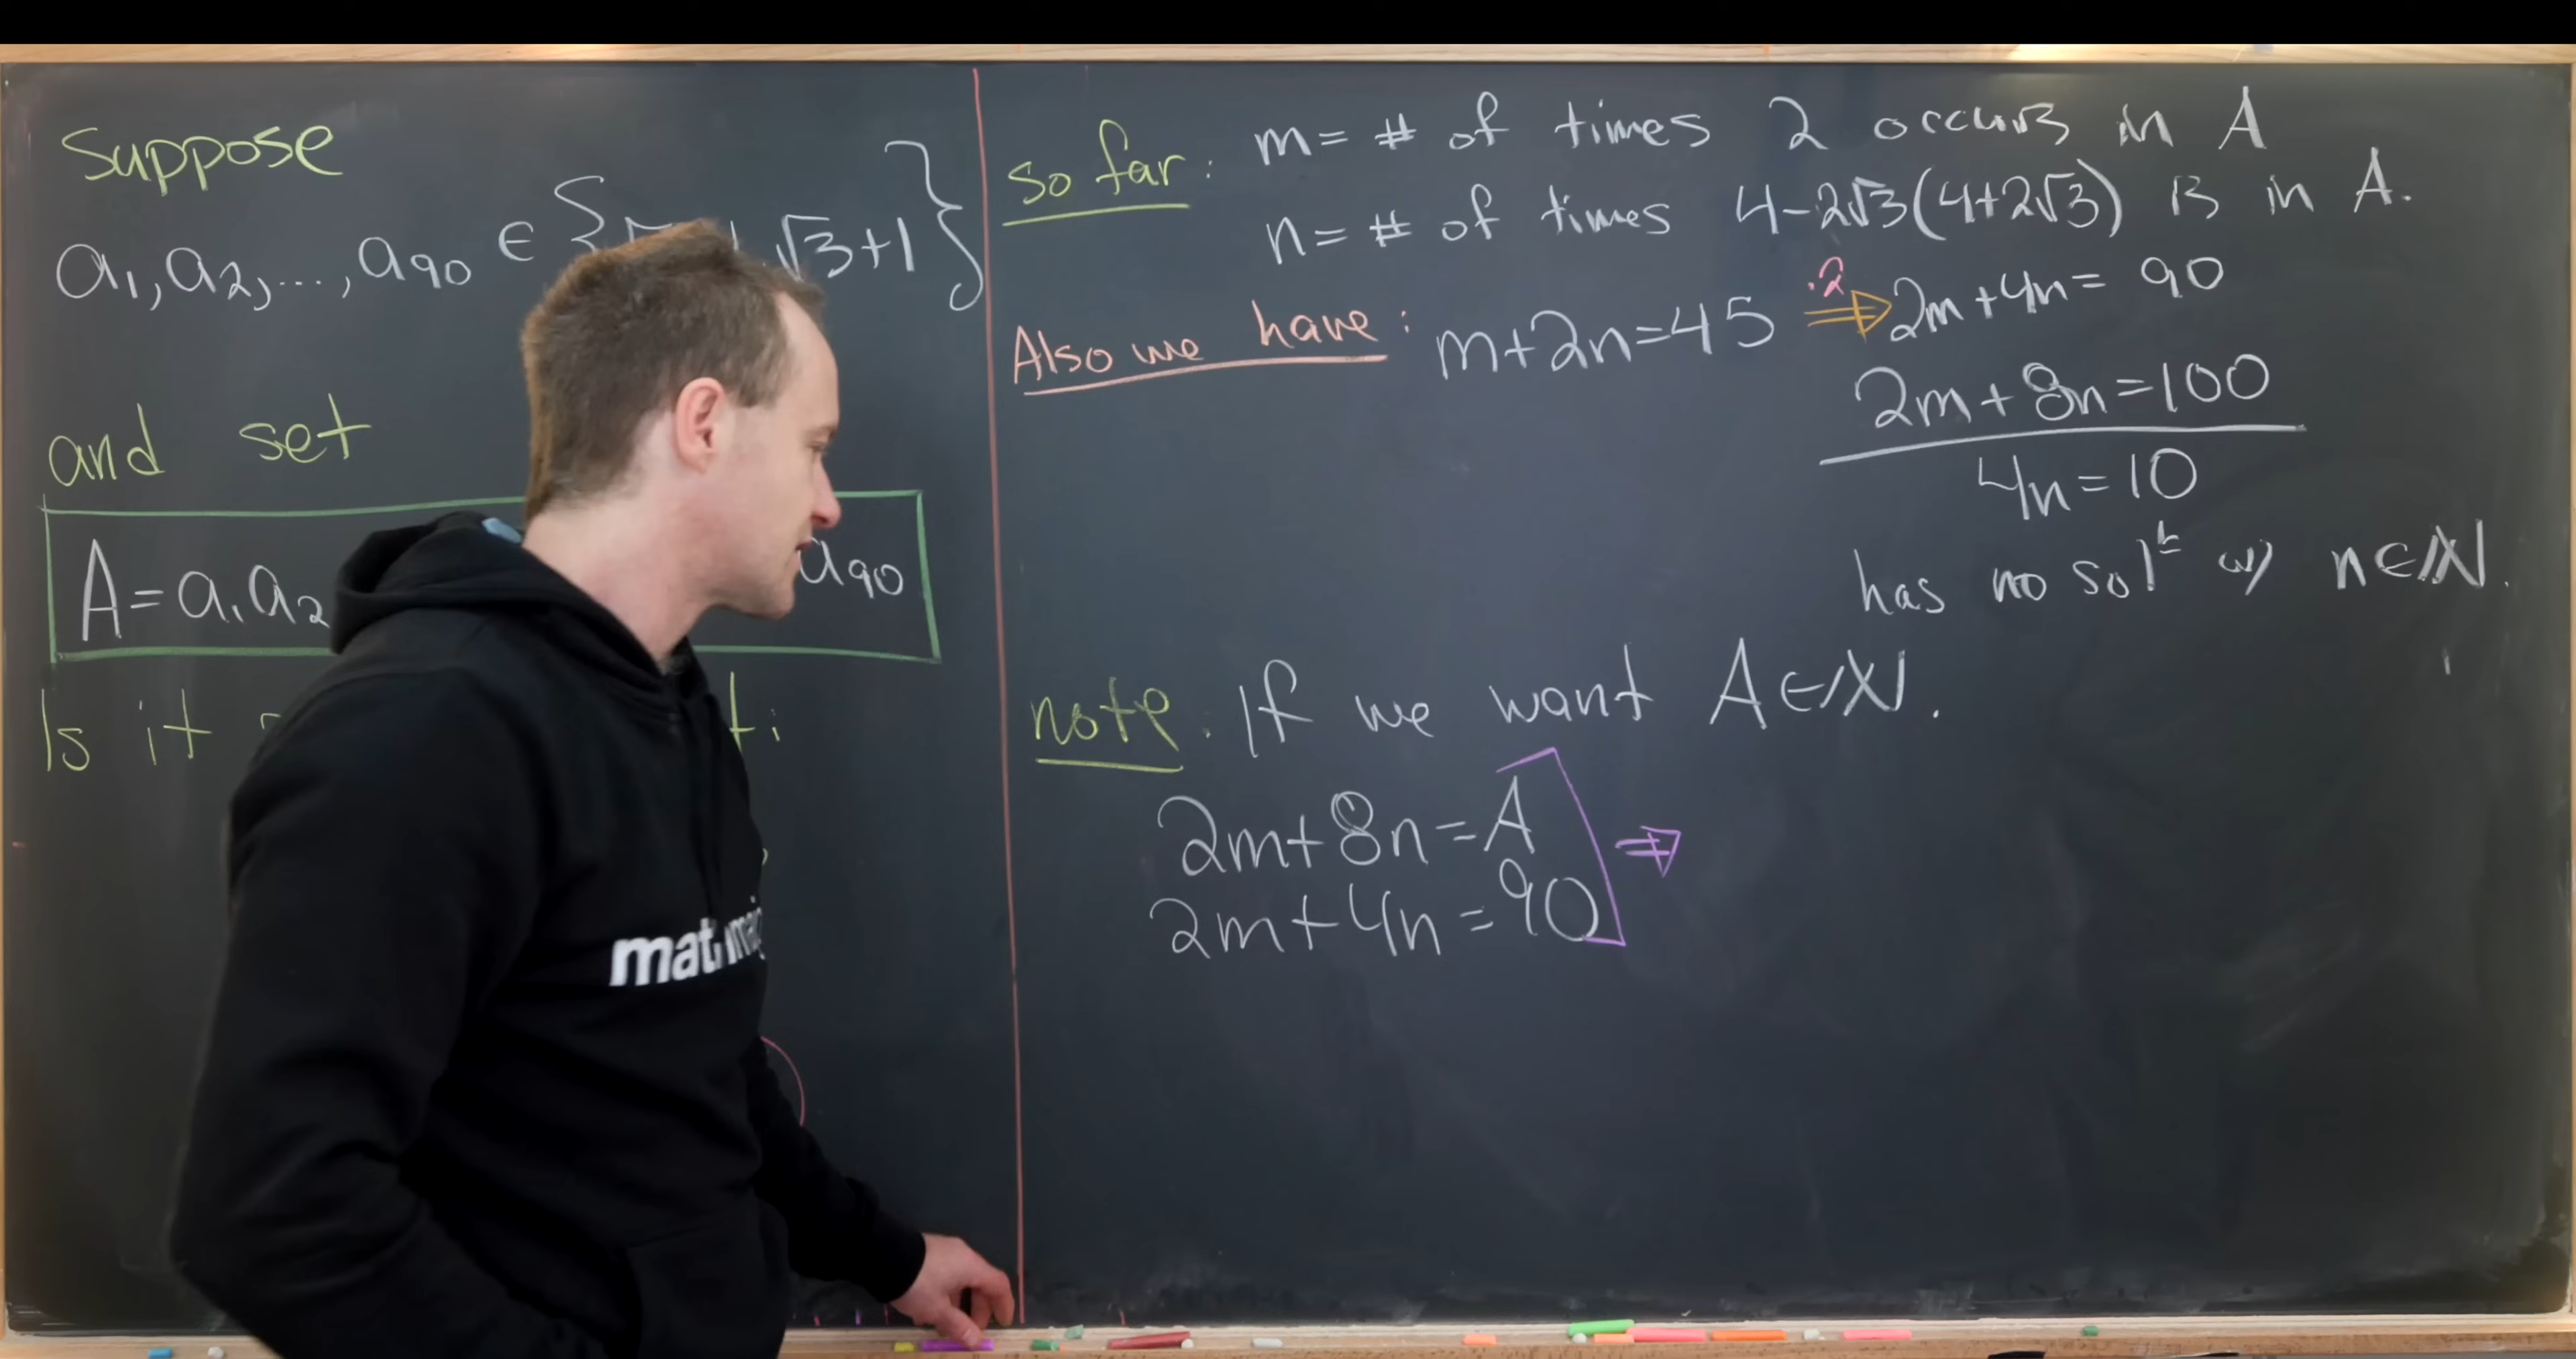 Suppose
a₁, a₂, ..., a₉₀ ∈ { √3+1 }
and set
A = a₁a₂ a₉₀
Is it
so far: m = # of times 2 occurs in A
n = # of times 4-2√3(4+2√3) is in A.
Also we have: m+2n=45 ·2 ⇒ 2m+4n= 90
2m+8n=100
4n=10
has no solⁿ w/ n∈ℕ.
note: If we want A∈ℕ.
2m+8n=A
2m+4n=90 ⇒